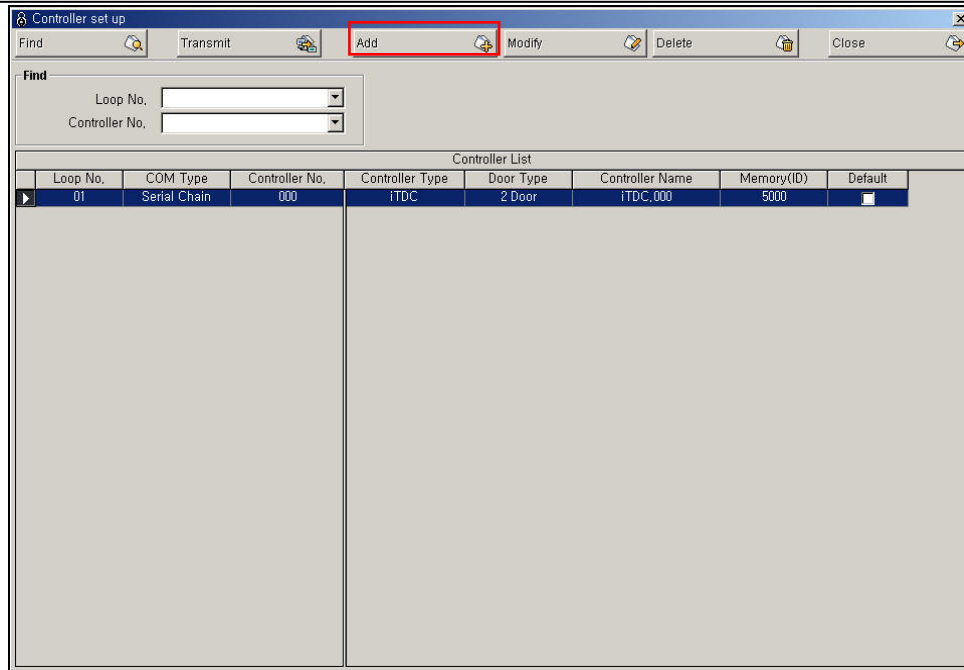 Controller set up
Find Transmit Add Modify Delete Close
Find
Loop No,
Controller No,
Controller List
Loop No, COM Type Controller No, Controller Type Door Type Controller Name Memory(ID) Default
01 Serial Chain 000 iTDC 2 Door iTDC,000 5000